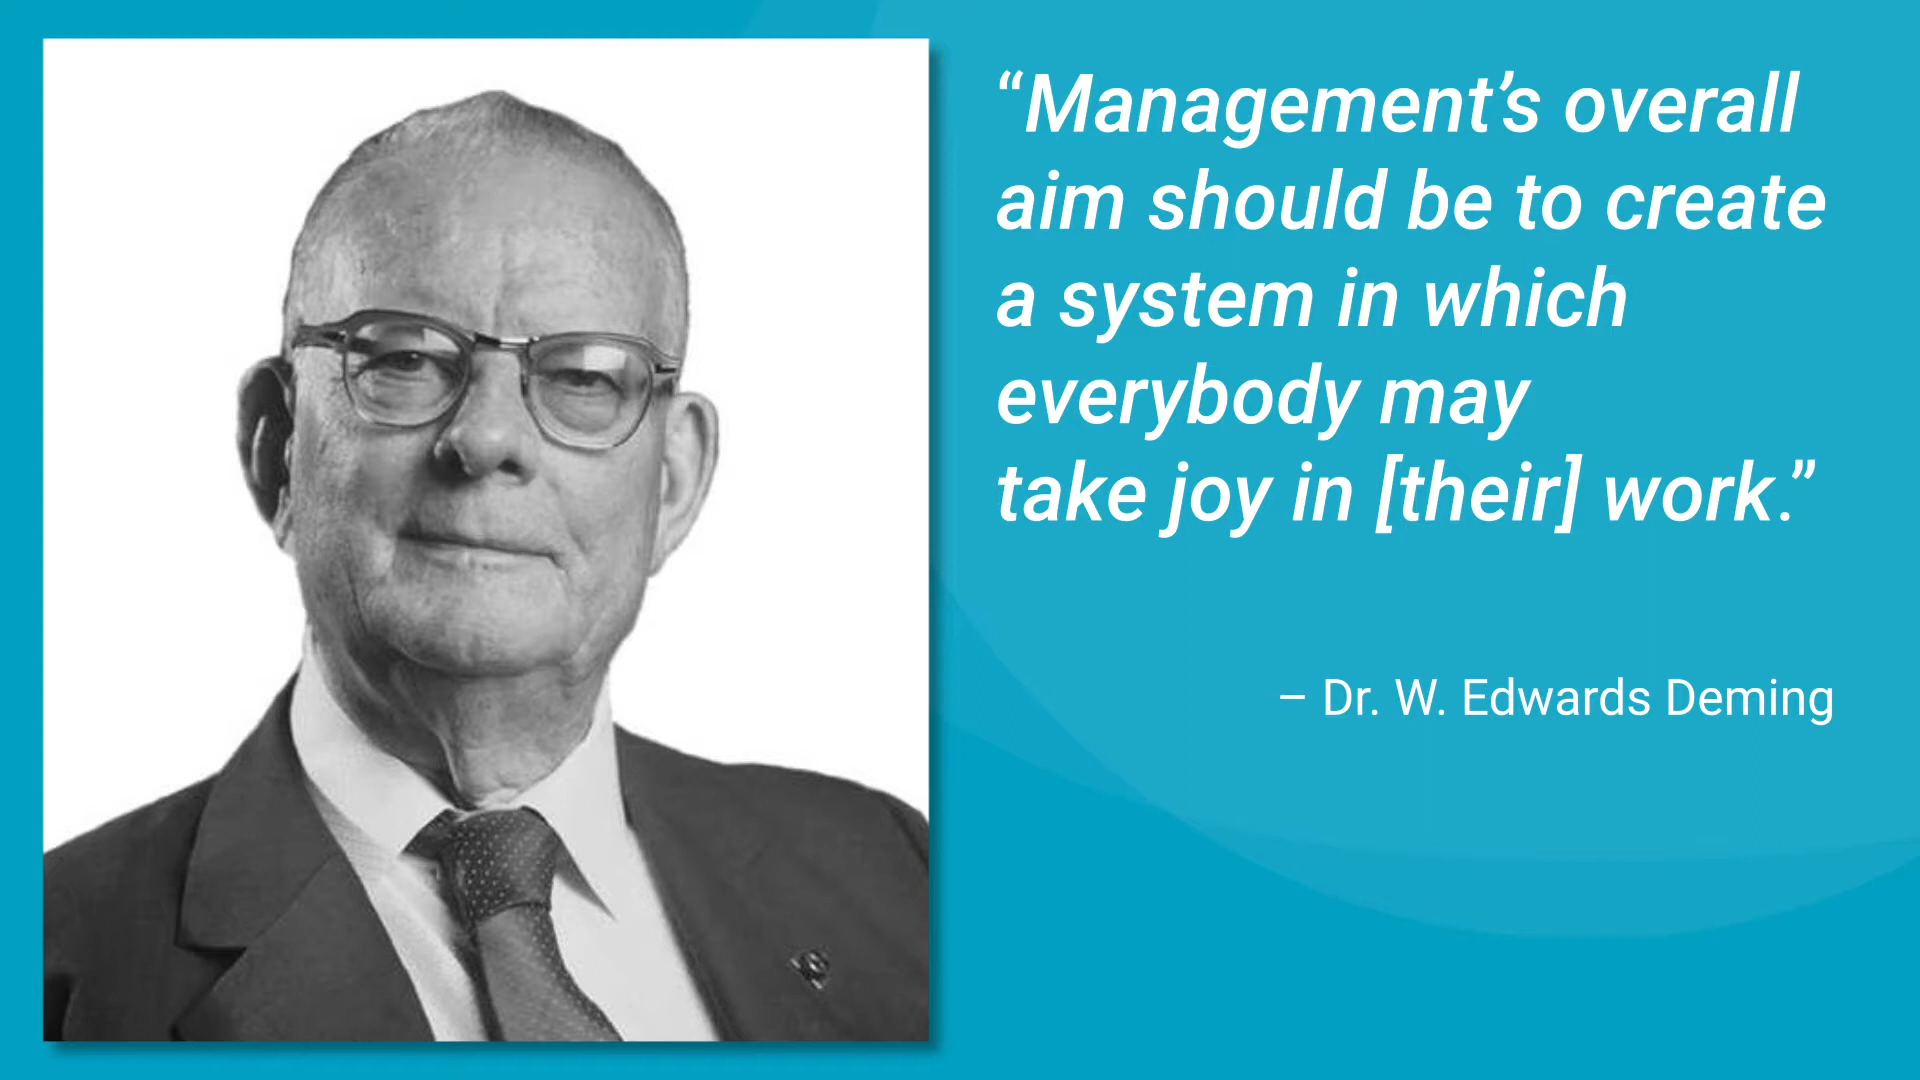 “Management’s overall
aim should be to create
a system in which
everybody may
take joy in [their] work.”
– Dr. W. Edwards Deming